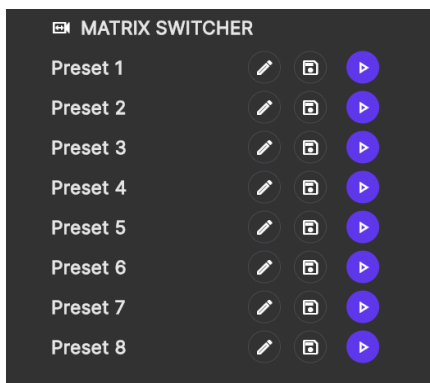 MATRIX SWITCHER
Preset 1
Preset 2
Preset 3
Preset 4
Preset 5
Preset 6
Preset 7
Preset 8